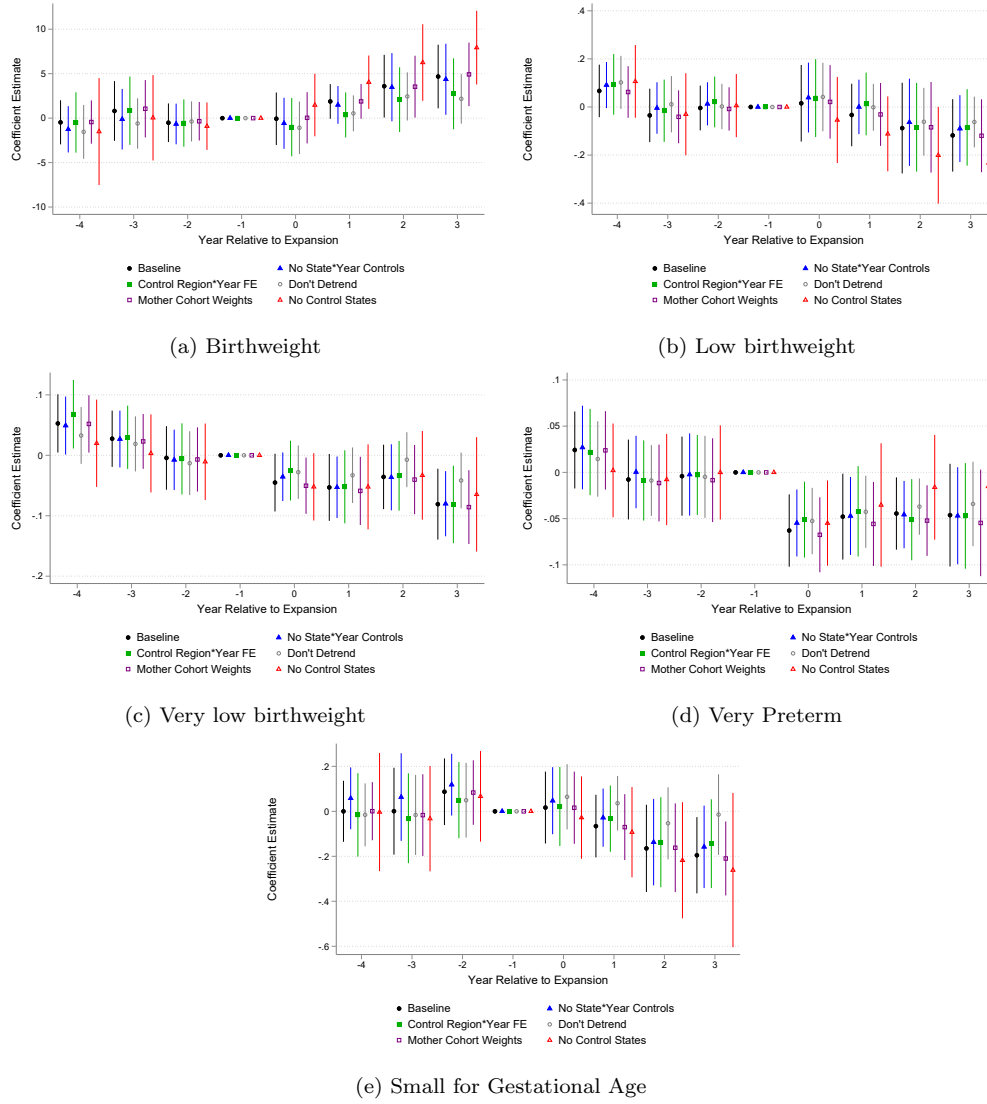 10
5
0
-5
-10
Coefficient Estimate
-4 -3 -2 -1 0 1 2 3
Year Relative to Expansion
Baseline No State*Year Controls
Control Region*Year FE Don't Detrend
Mother Cohort Weights No Control States
(a) Birthweight
.4
.2
0
-.2
-.4
Coefficient Estimate
-4 -3 -2 -1 0 1 2 3
Year Relative to Expansion
Baseline No State*Year Controls
Control Region*Year FE Don't Detrend
Mother Cohort Weights No Control States
(b) Low birthweight
.1
0
-.1
-.2
Coefficient Estimate
-4 -3 -2 -1 0 1 2 3
Year Relative to Expansion
Baseline No State*Year Controls
Control Region*Year FE Don't Detrend
Mother Cohort Weights No Control States
(c) Very low birthweight
.1
.05
0
-.05
-.1
Coefficient Estimate
-4 -3 -2 -1 0 1 2 3
Year Relative to Expansion
Baseline No State*Year Controls
Control Region*Year FE Don't Detrend
Mother Cohort Weights No Control States
(d) Very Preterm
.2
0
-.2
-.4
-.6
Coefficient Estimate
-4 -3 -2 -1 0 1 2 3
Year Relative to Expansion
Baseline No State*Year Controls
Control Region*Year FE Don't Detrend
Mother Cohort Weights No Control States
(e) Small for Gestational Age